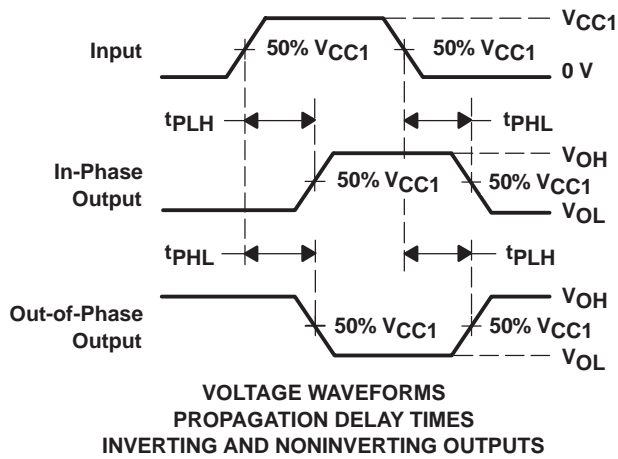 VCC1
Input
50% VCC1
50% VCC1
0 V
tPLH
tPHL
In-Phase
Output
VOH
50% VCC1
50% VCC1
VOL
tPHL
tPLH
Out-of-Phase
Output
VOH
50% VCC1
50% VCC1
VOL
VOLTAGE WAVEFORMS
PROPAGATION DELAY TIMES
INVERTING AND NONINVERTING OUTPUTS